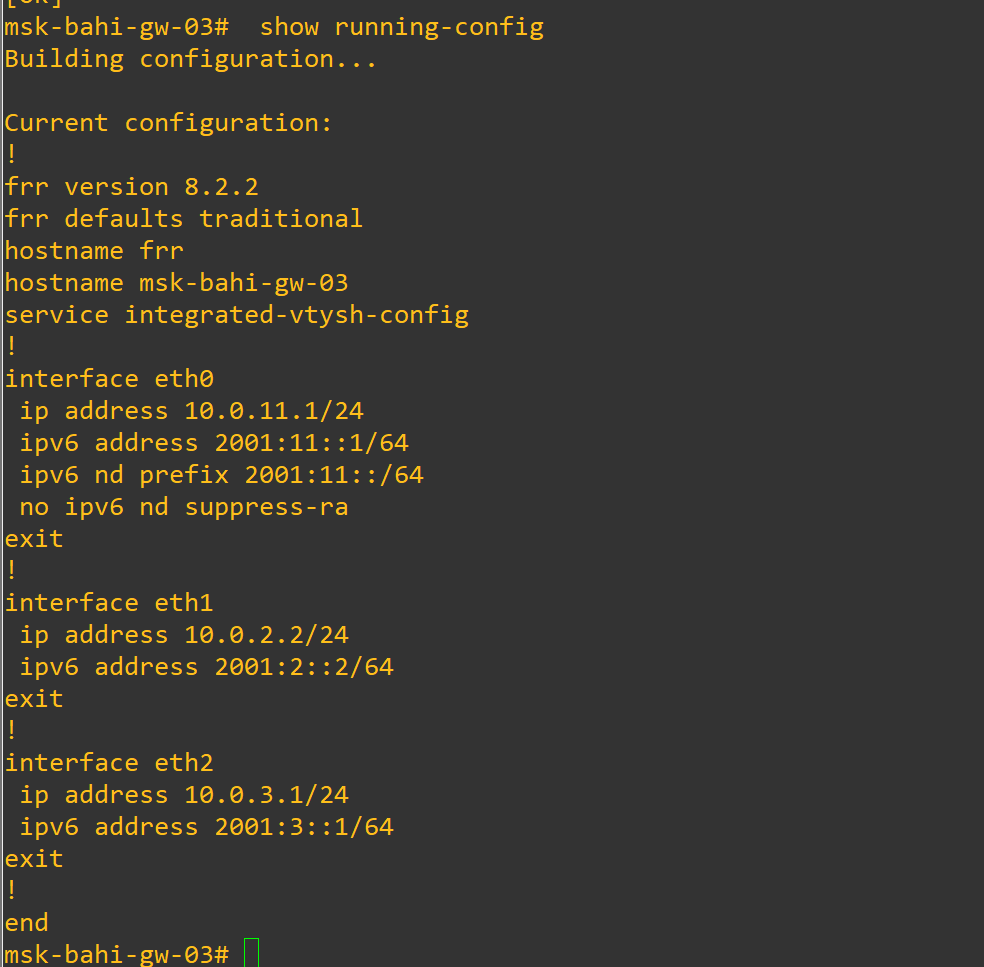 msk-bahi-gw-03#  show running-config
Building configuration...

Current configuration:
!
frr version 8.2.2
frr defaults traditional
hostname frr
hostname msk-bahi-gw-03
service integrated-vtysh-config
!
interface eth0
 ip address 10.0.11.1/24
 ipv6 address 2001:11::1/64
 ipv6 nd prefix 2001:11::/64
 no ipv6 nd suppress-ra
exit
!
interface eth1
 ip address 10.0.2.2/24
 ipv6 address 2001:2::2/64
exit
!
interface eth2
 ip address 10.0.3.1/24
 ipv6 address 2001:3::1/64
exit
!
end
msk-bahi-gw-03#